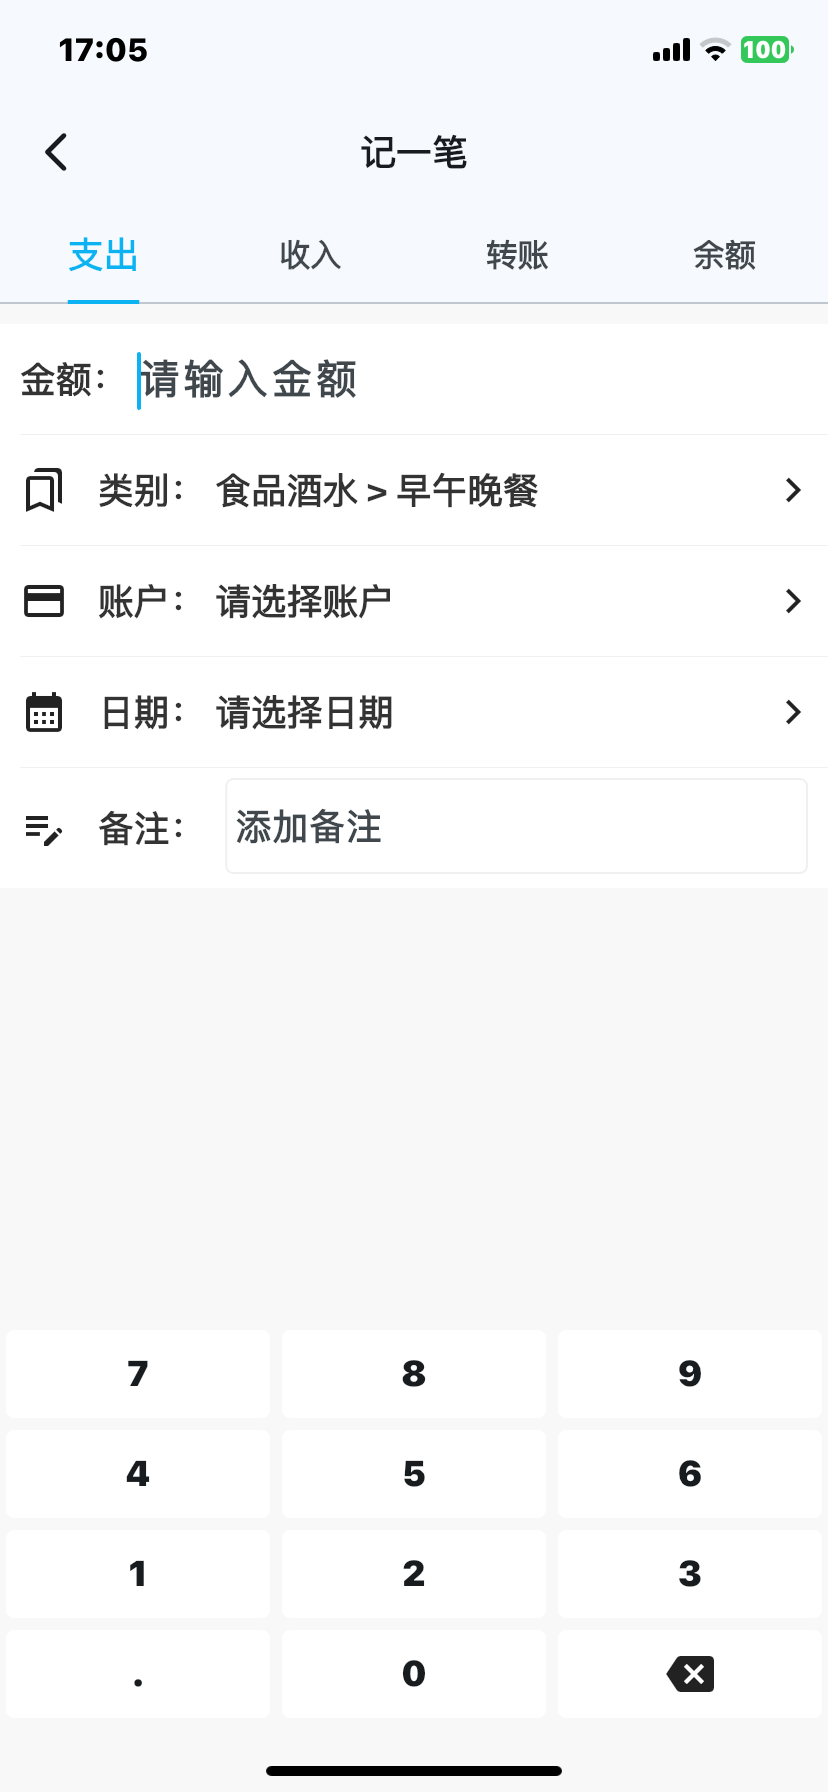 17:05
100
记一笔
支出 收入 转账 余额
金额： 请输入金额
类别： 食品酒水 > 早午晚餐
账户： 请选择账户
日期： 请选择日期
备注： 添加备注
7 8 9
4 5 6
1 2 3
. 0